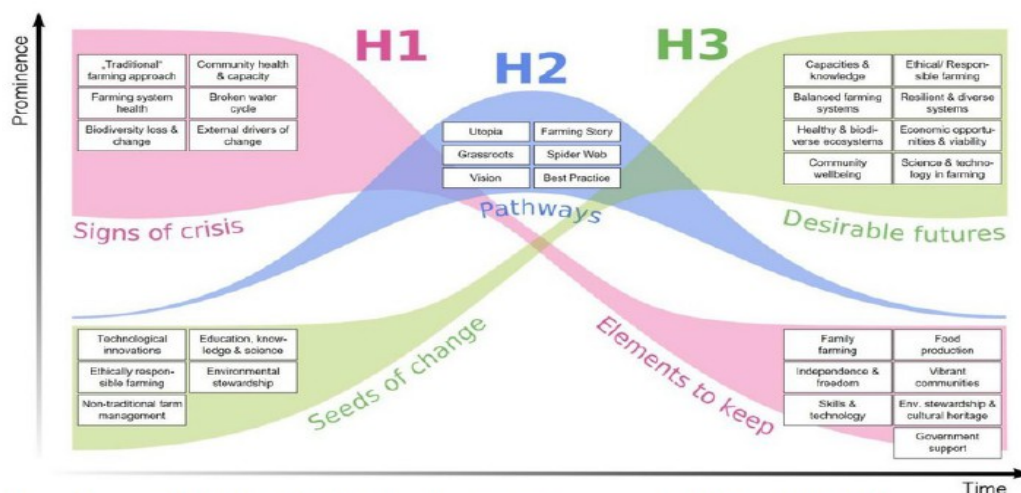 Prominence
H1
H2
H3
„Traditional“
farming approach
Community health
& capacity
Farming system
health
Broken water
cycle
Biodiversity loss &
change
External drivers of
change
Signs of crisis
Utopia
Farming Story
Grassroots
Spider Web
Vision
Best Practice
Pathways
Capacities &
knowledge
Ethical/ Respon-
sible farming
Balanced farming
systems
Resilient & diverse
systems
Healthy & biodi-
verse ecosystems
Economic opportu-
nities & viability
Community
wellbeing
Science & techno-
logy in farming
Desirable futures
Technological
innovations
Education, know-
ledge & science
Ethically respon-
sible farming
Environmental
stewardship
Non-traditional farm
management
Seeds of change
Elements to keep
Family
farming
Food
production
Independence &
freedom
Vibrant
communities
Skills &
technology
Env. stewardship &
cultural heritage
Government
support
Time